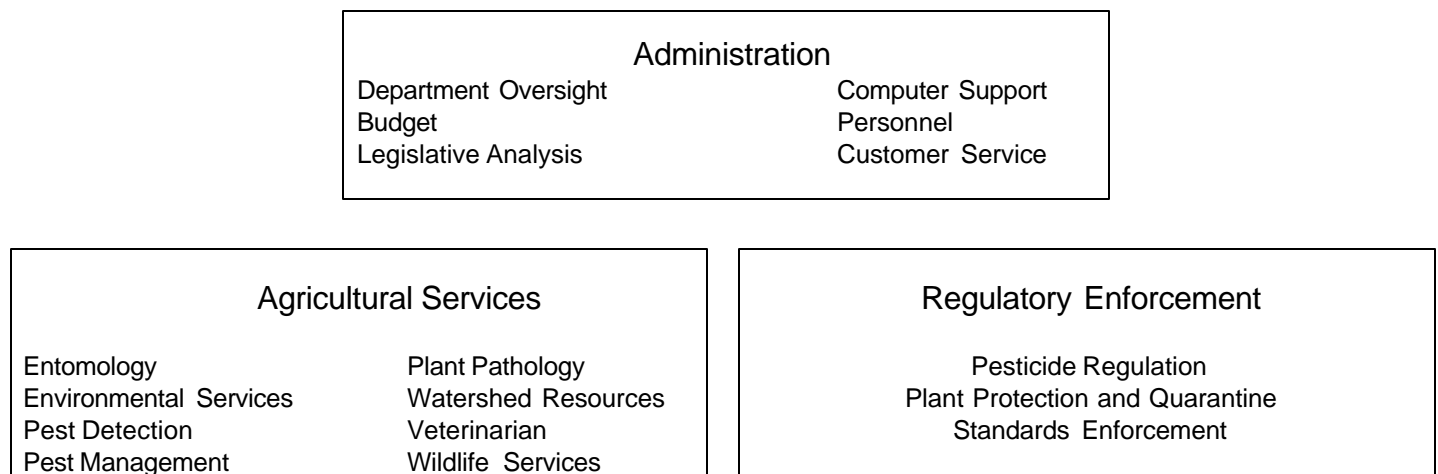 Administration
Department Oversight Computer Support
Budget Personnel
Legislative Analysis Customer Service
Agricultural Services
Entomology Plant Pathology
Environmental Services Watershed Resources
Pest Detection Veterinarian
Pest Management Wildlife Services
Regulatory Enforcement
Pesticide Regulation
Plant Protection and Quarantine
Standards Enforcement